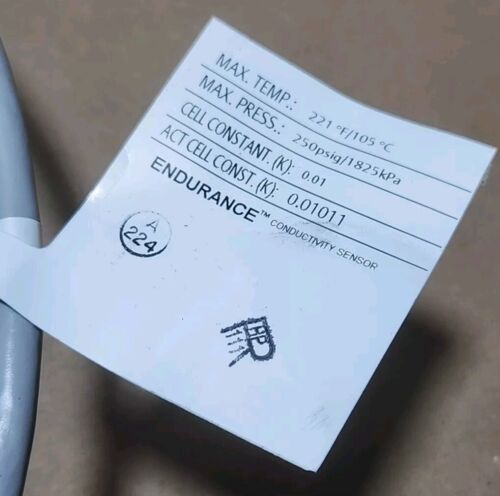 MAX. TEMP.: 221 °F/105 °C
MAX. PRESS.: 250psig/1825kPa
CELL CONSTANT. (K): 0.01
ACT CELL CONST. (K): 0.01011
ENDURANCE™ CONDUCTIVITY SENSOR
A
224